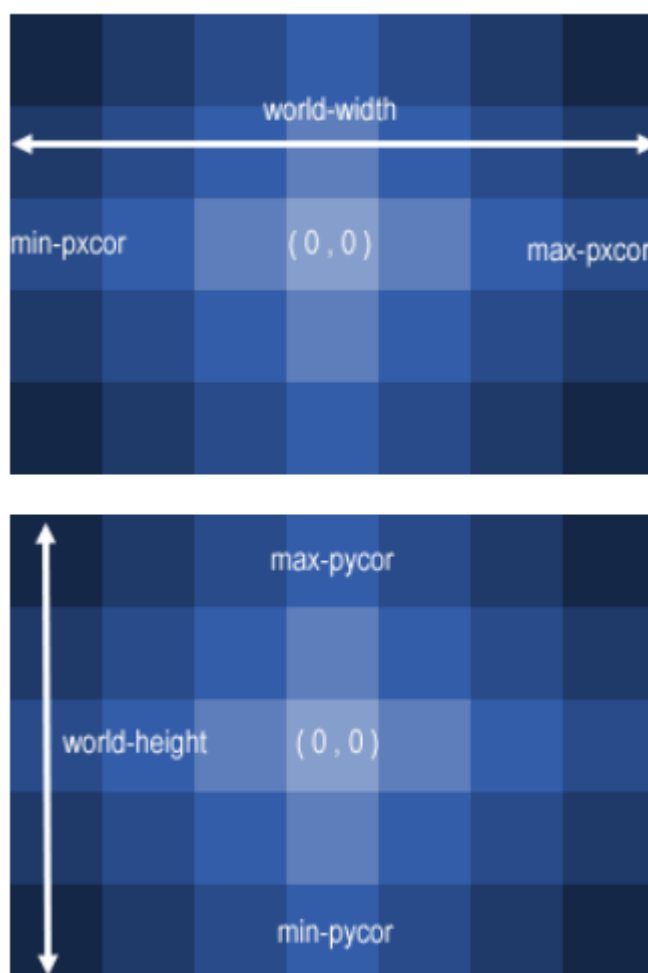 world-width
min-pxcor
( 0 , 0 )
max-pxcor
max-pycor
world-height
( 0 , 0 )
min-pycor